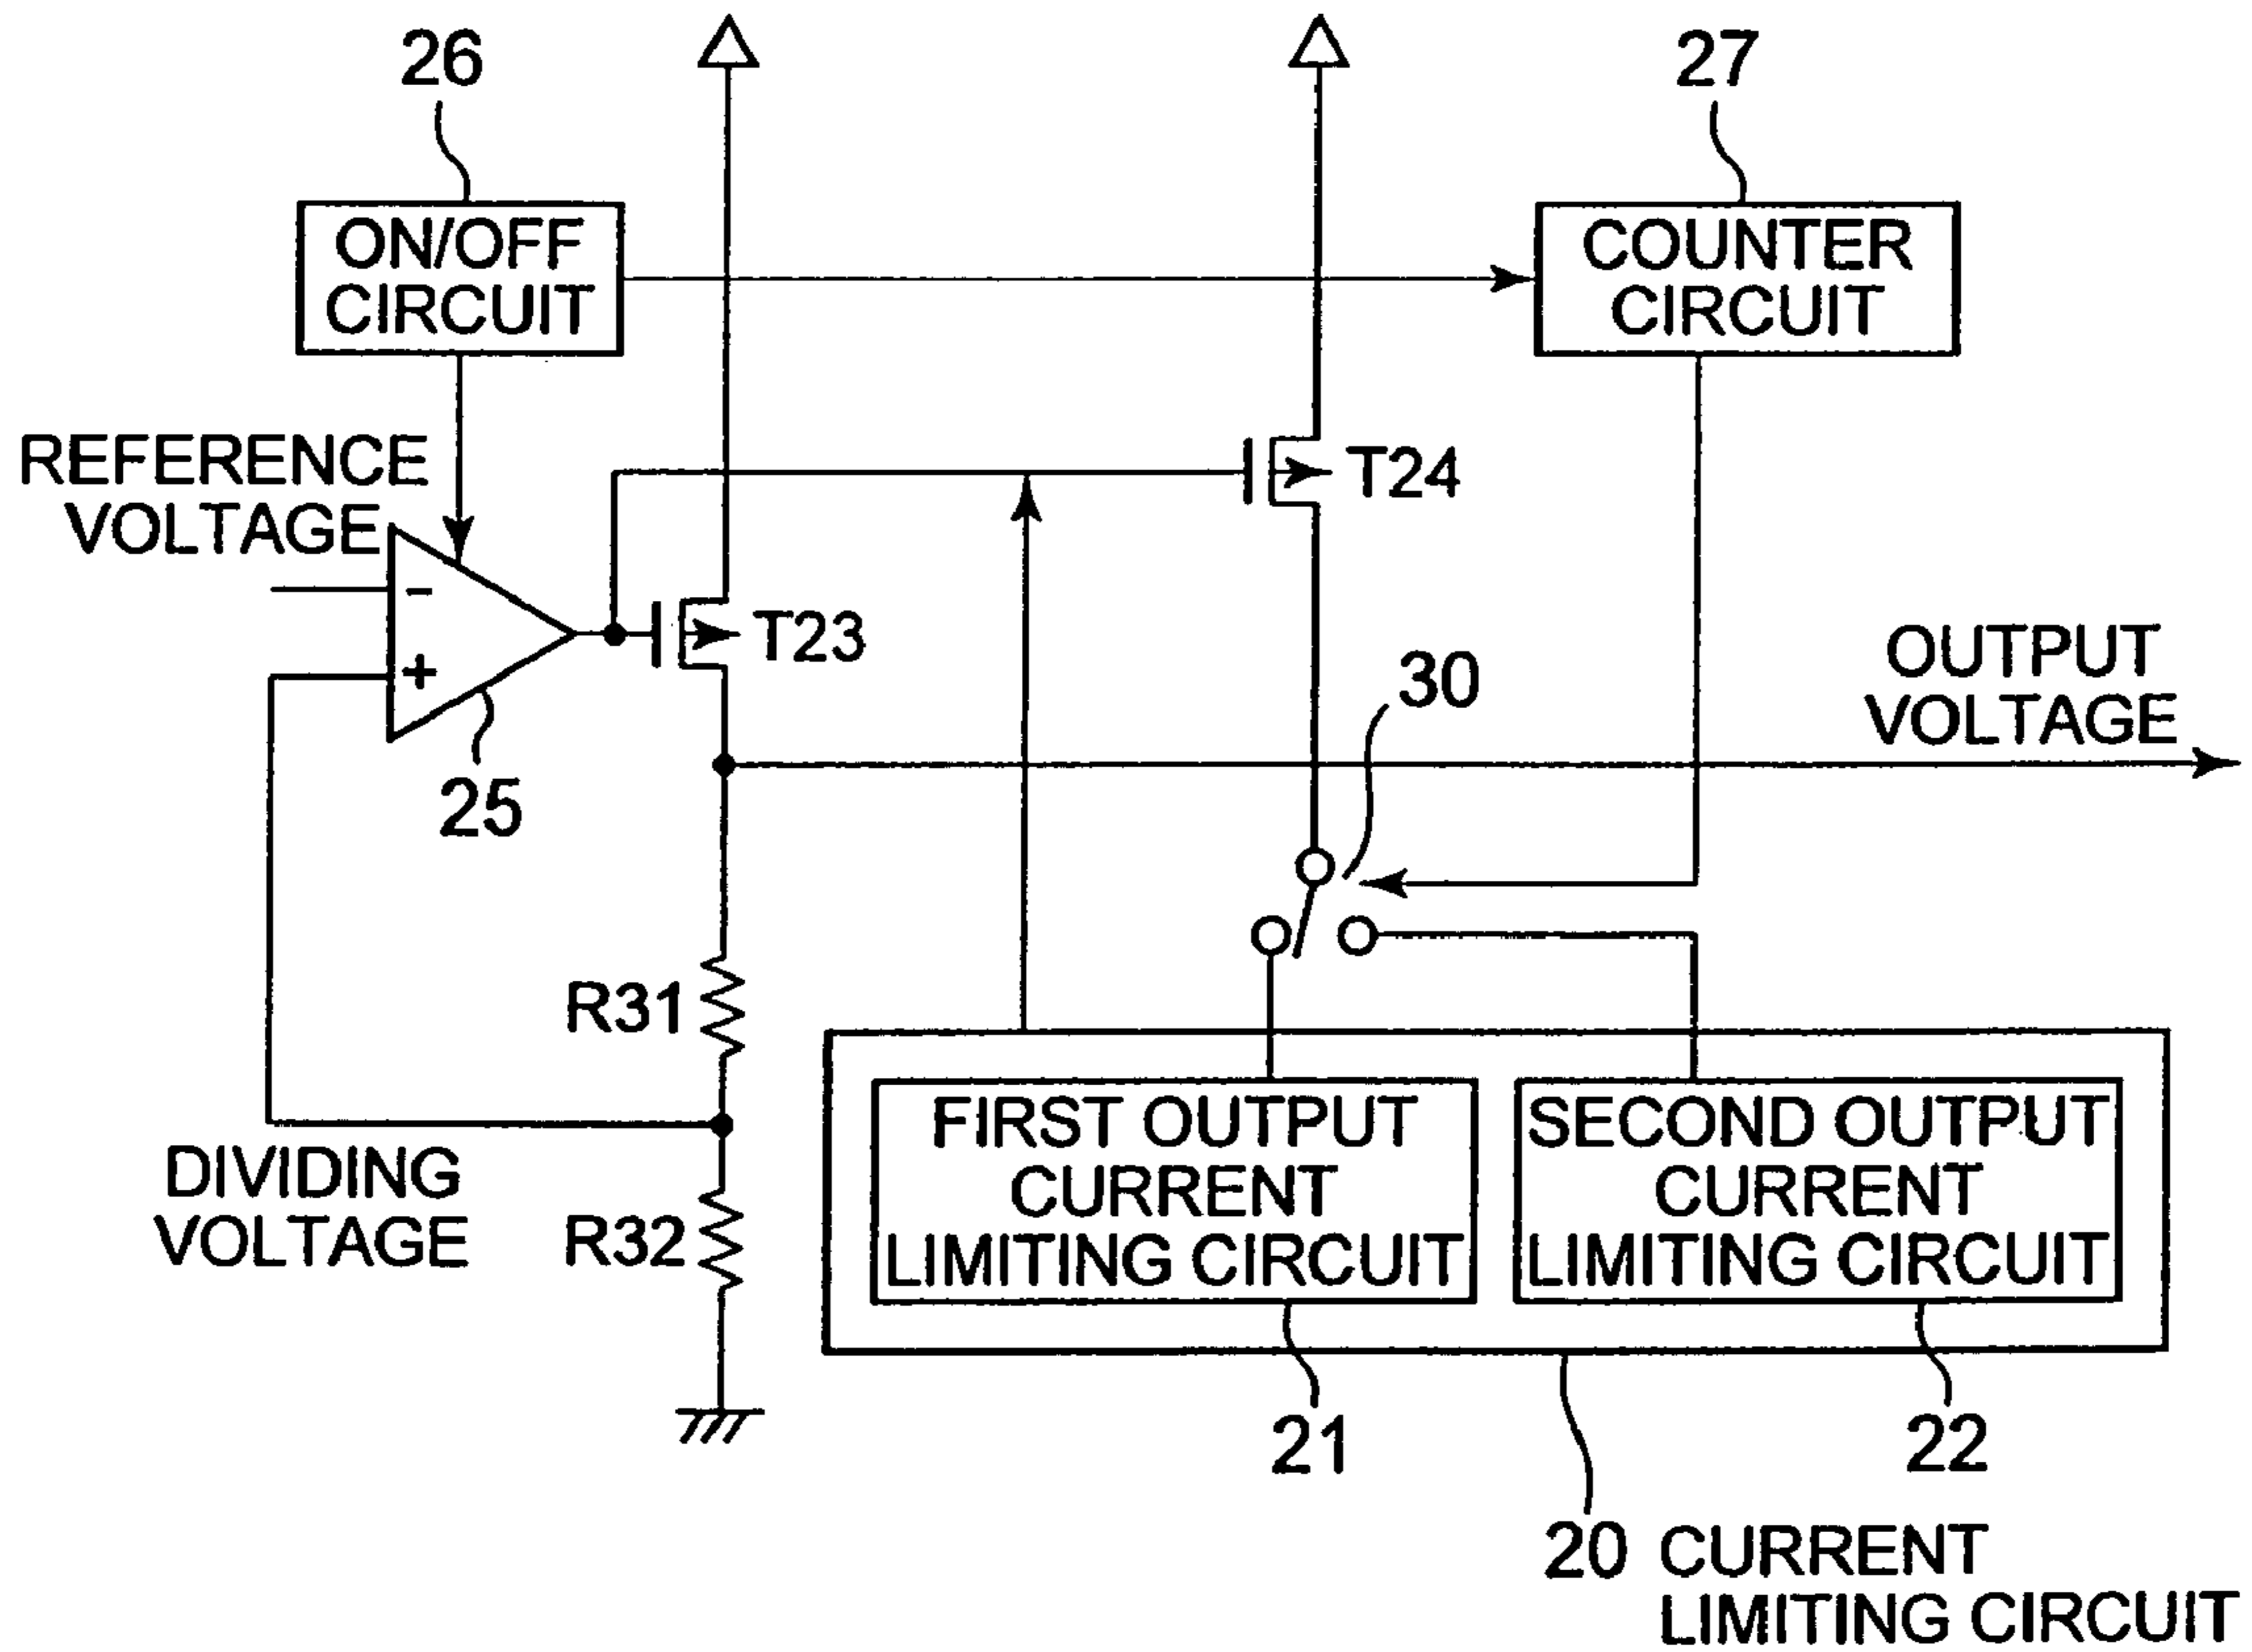 26
27
ON/OFF
CIRCUIT
COUNTER
CIRCUIT
REFERENCE
VOLTAGE
T24
-
+
T23
25
30
OUTPUT
VOLTAGE
R31
DIVIDING
VOLTAGE
R32
FIRST OUTPUT
CURRENT
LIMITING CIRCUIT
SECOND OUTPUT
CURRENT
LIMITING CIRCUIT
21
22
20 CURRENT
LIMITING CIRCUIT